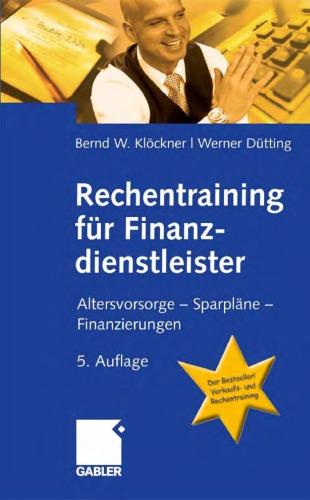 Bernd W. Klöckner | Werner Dütting
Rechentraining
für Finanz-
dienstleister
Altersvorsorge – Sparpläne –
Finanzierungen
5. Auflage
Der Bestseller!
Verkaufs- und
Rechentraining
GABLER